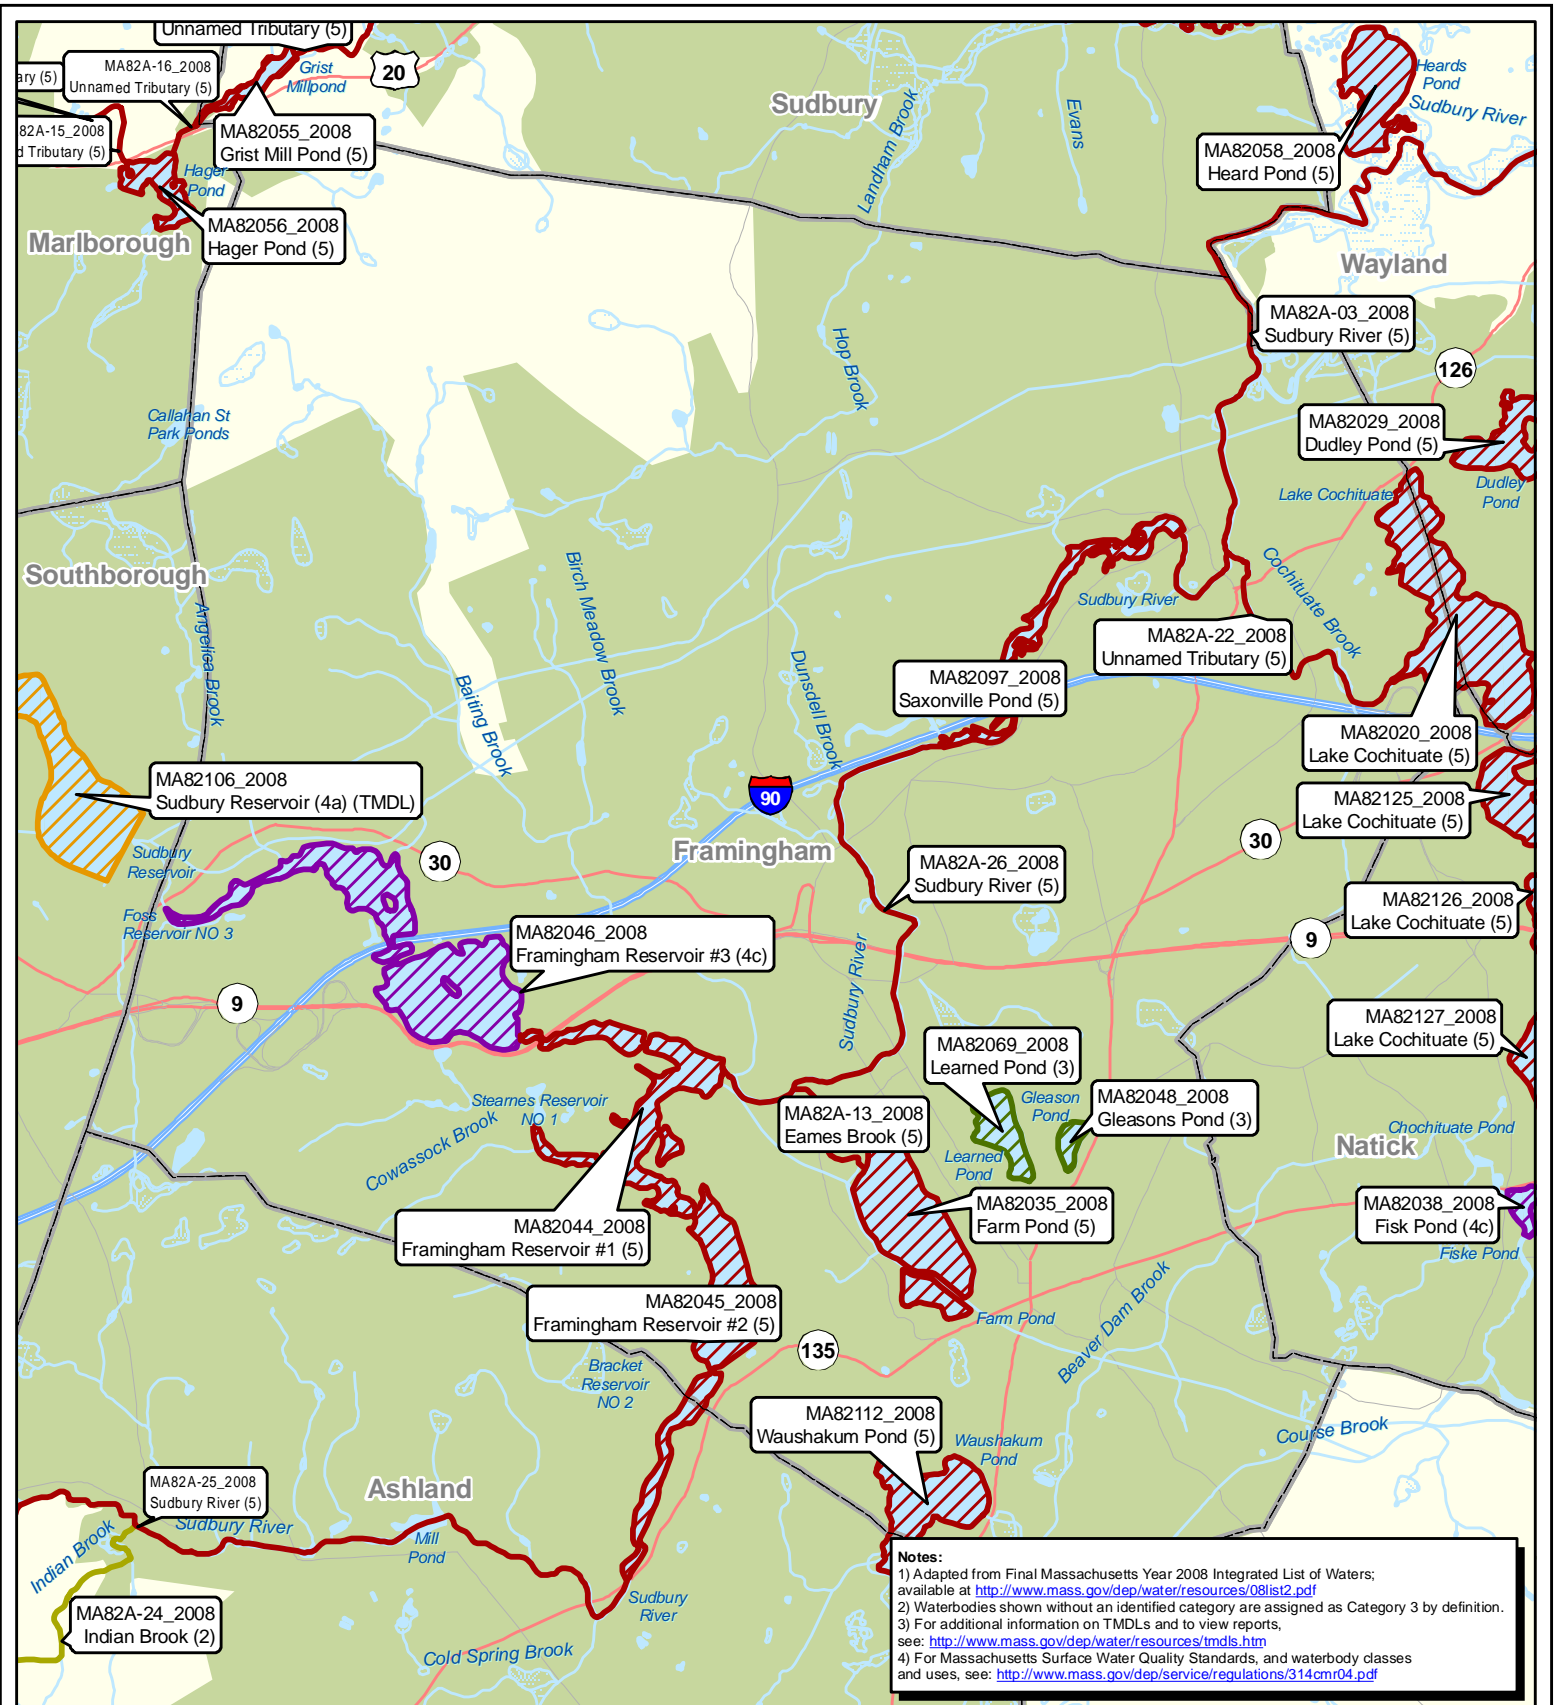 Unnamed Tributary (5)
ary (5)
MA82A-16_2008
Unnamed Tributary (5)
Grist
Millpond
20
82A-15_2008
d Tributary (5)
MA82055_2008
Grist Mill Pond (5)
Hager
Pond
MA82056_2008
Hager Pond (5)
Marlborough
Sudbury
Landham Brook
Evans
Heards
Pond
Sudbury River
MA82058_2008
Heard Pond (5)
Wayland
MA82A-03_2008
Sudbury River (5)
126
Hop Brook
Callahan St
Park Ponds
MA82029_2008
Dudley Pond (5)
Dudley
Pond
Lake Cochituate
Southborough
Angelica Brook
Birch Meadow Brook
Baiting Brook
Dunsdell Brook
Sudbury River
Cochituate Brook
MA82A-22_2008
Unnamed Tributary (5)
MA82097_2008
Saxonville Pond (5)
MA82020_2008
Lake Cochituate (5)
MA82106_2008
Sudbury Reservoir (4a) (TMDL)
90
MA82125_2008
Lake Cochituate (5)
Sudbury
Reservoir
30
Framingham
30
MA82A-26_2008
Sudbury River (5)
MA82126_2008
Lake Cochituate (5)
Foss
Reservoir NO 3
MA82046_2008
Framingham Reservoir #3 (4c)
9
9
Sudbury River
MA82127_2008
Lake Cochituate (5)
MA82069_2008
Learned Pond (3)
Stearnes Reservoir
NO 1
Cowassock Brook
MA82A-13_2008
Eames Brook (5)
Gleason
Pond
MA82048_2008
Gleasons Pond (3)
Learned
Pond
Chochituate Pond
Natick
MA82035_2008
Farm Pond (5)
MA82038_2008
Fisk Pond (4c)
Fiske Pond
MA82044_2008
Framingham Reservoir #1 (5)
MA82045_2008
Framingham Reservoir #2 (5)
Farm Pond
Beaver Dam Brook
135
Bracket
Reservoir
NO 2
MA82112_2008
Waushakum Pond (5)
Waushakum
Pond
Course Brook
Ashland
MA82A-25_2008
Sudbury River (5)
Sudbury River
Indian Brook
Mill
Pond
MA82A-24_2008
Indian Brook (2)
Sudbury
River
Cold Spring Brook
Notes:
1) Adapted from Final Massachusetts Year 2008 Integrated List of Waters;
available at http://www.mass.gov/dep/water/resources/08list2.pdf
2) Waterbodies shown without an identified category are assigned as Category 3 by definition.
3) For additional information on TMDLs and to view reports,
see: http://www.mass.gov/dep/water/resources/tmdls.htm
4) For Massachusetts Surface Water Quality Standards, and waterbody classes
and uses, see: http://www.mass.gov/dep/service/regulations/314cmr04.pdf